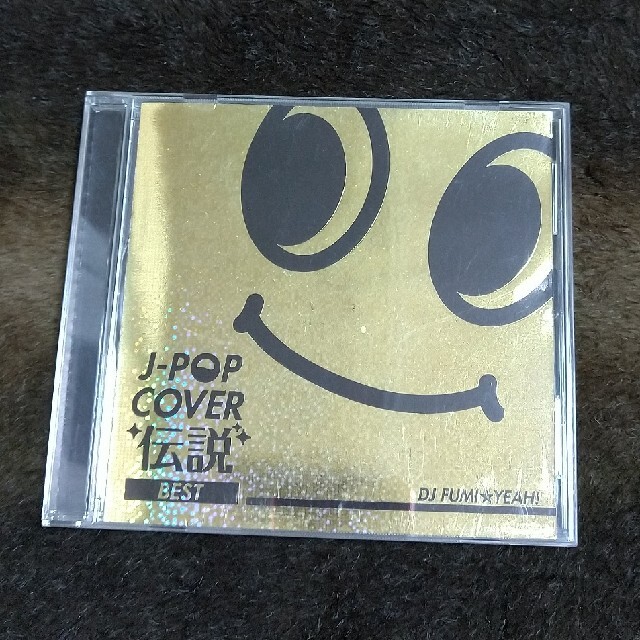 J-POP
COVER
伝説
BEST
DJ FUMI★YEAH!